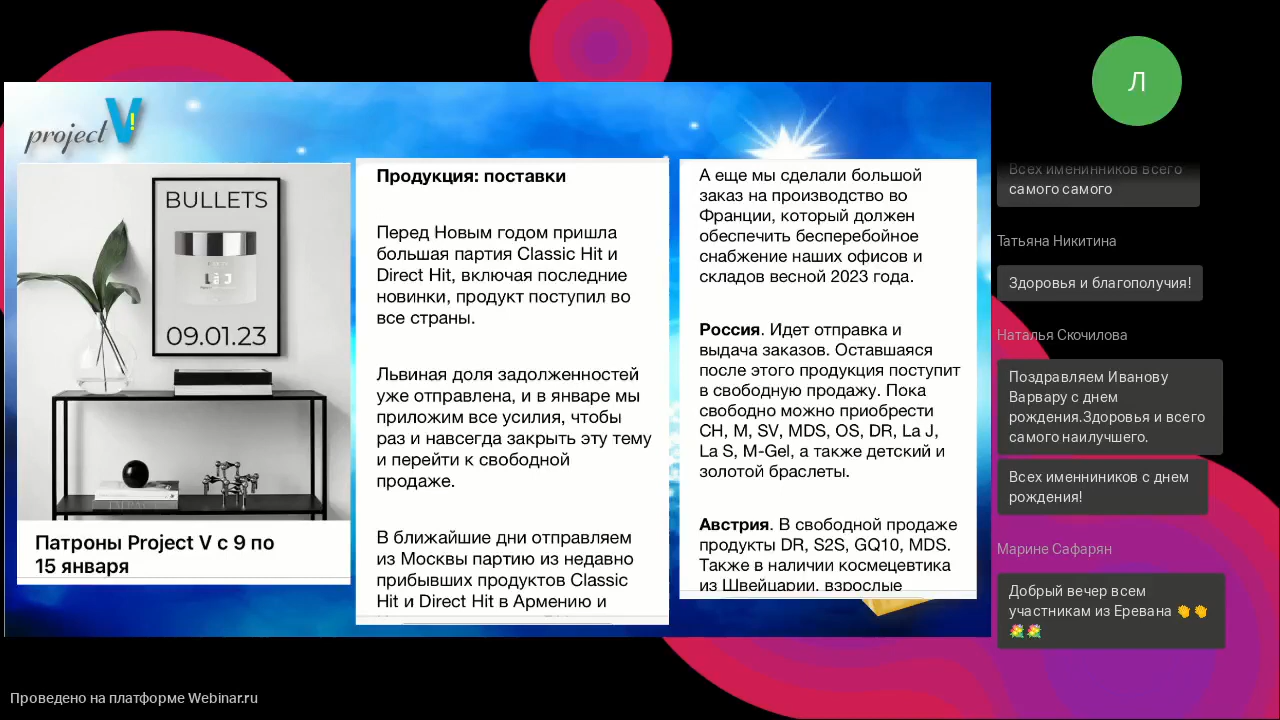 project V!
BULLETS
La J
09.01.23
Патроны Project V с 9 по
15 января
Продукция: поставки
Перед Новым годом пришла
большая партия Classic Hit и
Direct Hit, включая последние
новинки, продукт поступил во
все страны.
Львиная доля задолженностей
уже отправлена, и в январе мы
приложим все усилия, чтобы
раз и навсегда закрыть эту тему
и перейти к свободной
продаже.
В ближайшие дни отправляем
из Москвы партию из недавно
прибывших продуктов Classic
Hit и Direct Hit в Армению и
А еще мы сделали большой
заказ на производство во
Франции, который должен
обеспечить бесперебойное
снабжение наших офисов и
складов весной 2023 года.
Россия. Идет отправка и
выдача заказов. Оставшаяся
после этого продукция поступит
в свободную продажу. Пока
свободно можно приобрести
CH, M, SV, MDS, OS, DR, La J,
La S, M-Gel, а также детский и
золотой браслеты.
Австрия. В свободной продаже
продукты DR, S2S, GQ10, MDS.
Также в наличии космецевтика
из Швейцарии, взрослые
Л
Всех именинников всего
самого самого
Татьяна Никитина
Здоровья и благополучия!
Наталья Скочилова
Поздравляем Иванову
Варвару с днем
рождения.Здоровья и всего
самого наилучшего.
Всех именниников с днем
рождения!
Марине Сафарян
Добрый вечер всем
участникам из Еревана 👏👏
💐💐
Проведено на платформе Webinar.ru